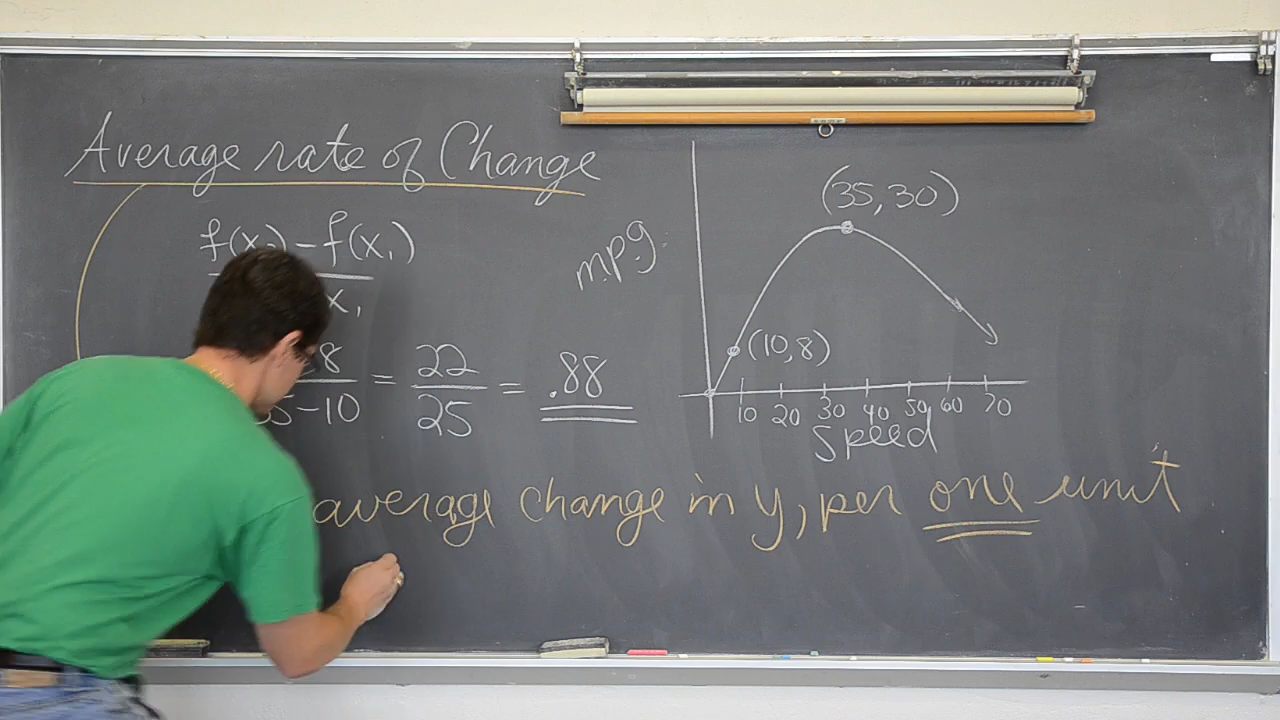 Average rate of Change
f(x₂) - f(x₁)
x₁
8
5-10
= 22/25 = .88
mpg
(35,30)
(10,8)
10 20 30 40 50 60 70
Speed
average change in y, per one unit